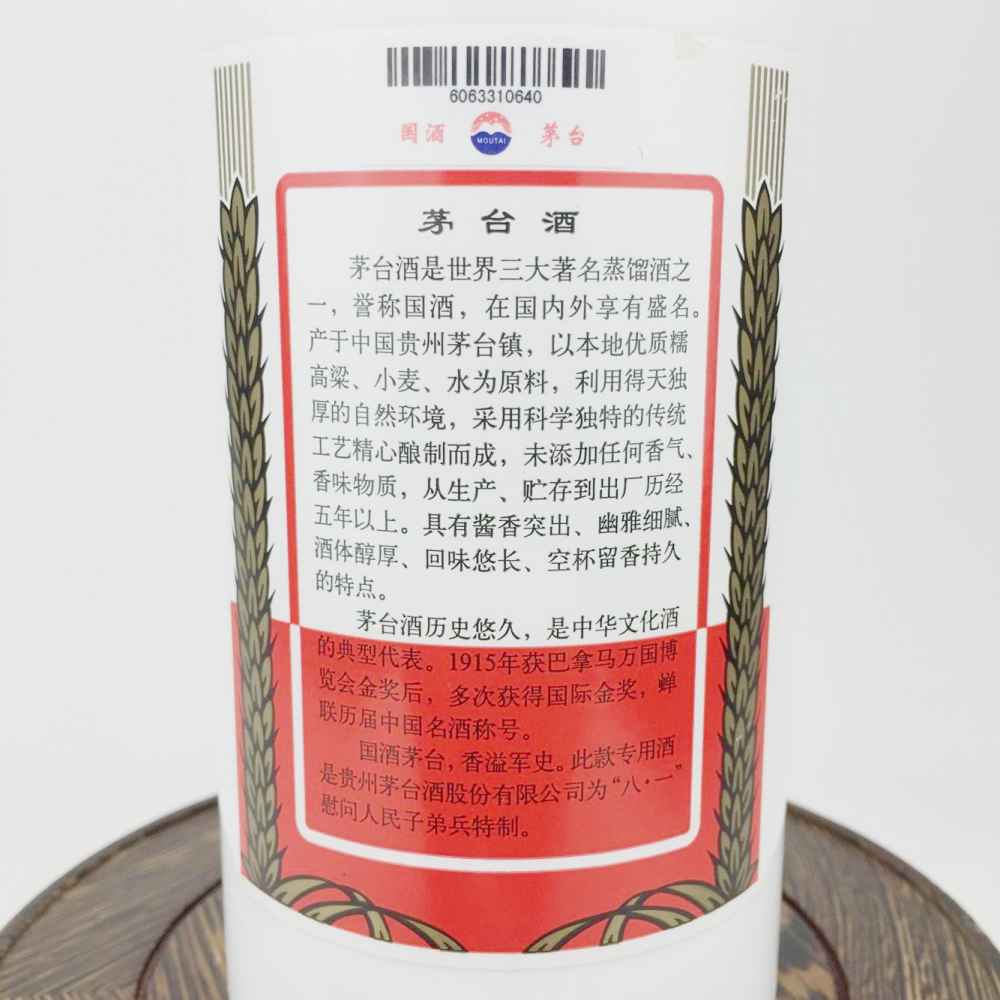 6063310640
国酒 MOUTAI 茅台
茅台酒
茅台酒是世界三大著名蒸馏酒之
一，誉称国酒，在国内外享有盛名。
产于中国贵州茅台镇，以本地优质糯
高粱、小麦、水为原料，利用得天独
厚的自然环境，采用科学独特的传统
工艺精心酿制而成，未添加任何香气、
香味物质，从生产、贮存到出厂历经
五年以上。具有酱香突出、幽雅细腻、
酒体醇厚、回味悠长、空杯留香持久
的特点。
茅台酒历史悠久，是中华文化酒
的典型代表。1915年获巴拿马万国博
览会金奖后，多次获得国际金奖，蝉
联历届中国名酒称号。
国酒茅台，香溢军史。此款专用酒
是贵州茅台酒股份有限公司为“八·一”
慰问人民子弟兵特制。